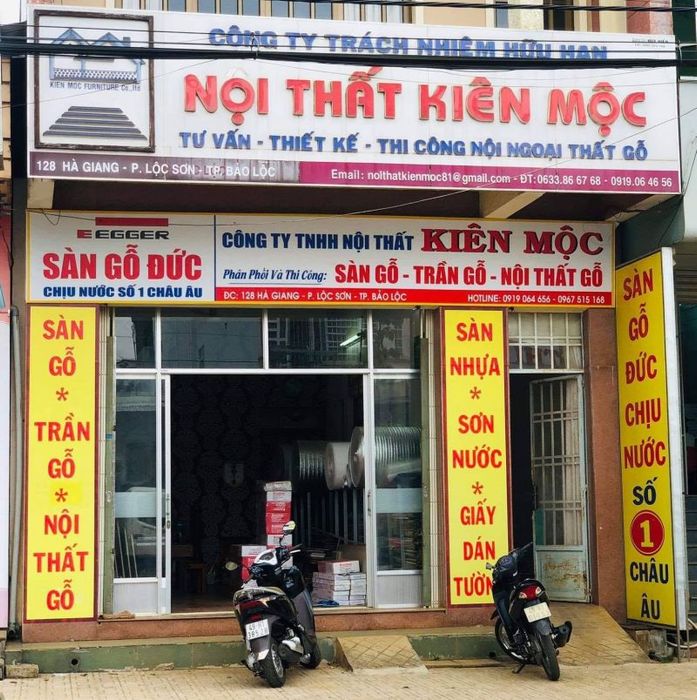 CÔNG TY TRÁCH NHIỆM HỮU HẠN
KIEN MOC FURNITURE Co.,ltd
NỘI THẤT KIÊN MỘC
TƯ VẤN - THIẾT KẾ - THI CÔNG NỘI NGOẠI THẤT GỖ
128 HÀ GIANG - P. LỘC SƠN - TP. BẢO LỘC
Email: noithatkienmoc81@gmail.com - ĐT: 0633.86 67 68 - 0919.06 46 56
EGGER
SÀN GỖ ĐỨC
CHỊU NƯỚC SỐ 1 CHÂU ÂU
CÔNG TY TNHH NỘI THẤT KIÊN MỘC
Phân Phối Và Thi Công: SÀN GỖ - TRẦN GỖ - NỘI THẤT GỖ
ĐC: 128 HÀ GIANG - P. LỘC SƠN - TP. BẢO LỘC
HOTLINE: 0919 064 656 - 0967 515 168
SÀN
GỖ
*
TRẦN
GỖ
*
NỘI
THẤT
GỖ
SÀN
NHỰA
*
SƠN
NƯỚC
*
GIẤY
DÁN
TƯỜN
SÀN
GỖ
ĐỨC
CHỊU
NƯỚC
SỐ
1
CHÂU
ÂU